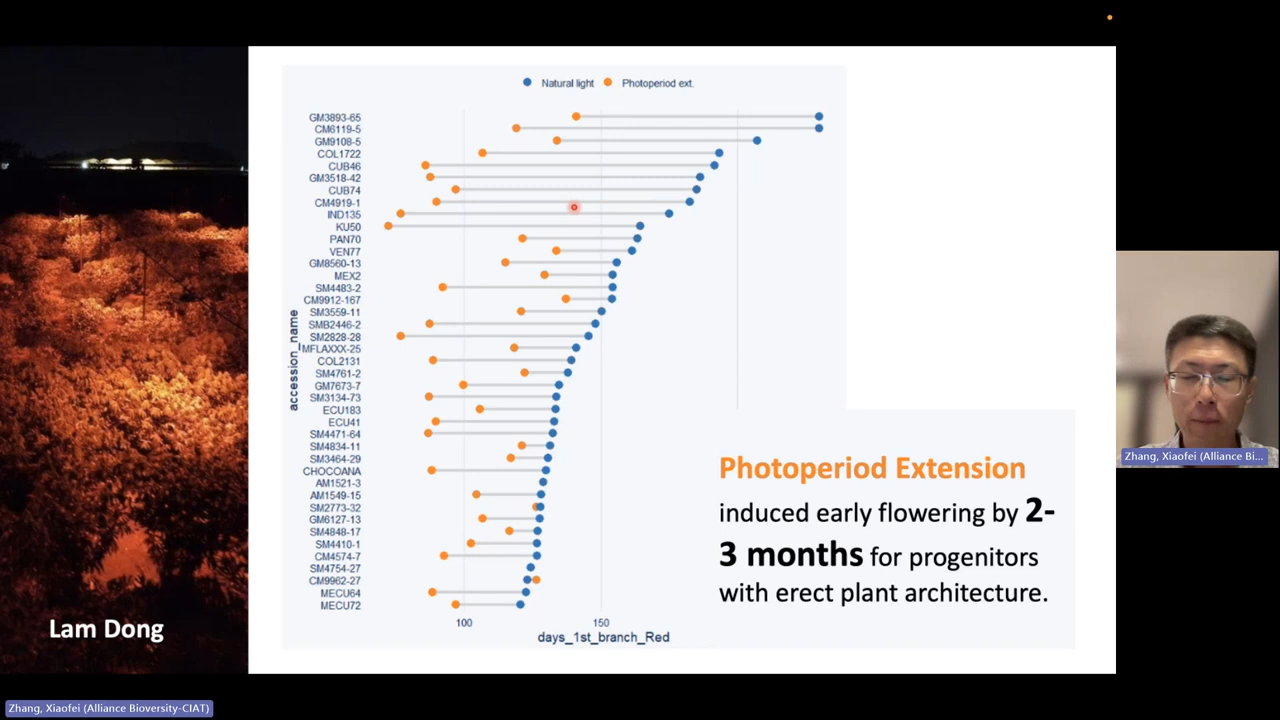 Natural light Photoperiod ext.
GM3893-65
CM6119-5
GM9108-5
COL1722
CUB46
GM3518-42
CUB74
CM4919-1
IND135
KU50
PAN70
VEN77
GM8560-13
MEX2
SM4483-2
CM9912-167
SM3559-11
SMB2446-2
SM2828-28
MFLAXXX-25
COL2131
SM4761-2
GM7673-7
SM3134-73
ECU183
ECU41
SM4471-64
SM4834-11
SM3464-29
CHOCOANA
AM1521-3
AM1549-15
SM2773-32
GM6127-13
SM4848-17
SM4410-1
CM4574-7
SM4754-27
CM9962-27
MECU64
MECU72
accession_name
100 150
days_1st_branch_Red
Photoperiod Extension
induced early flowering by 2-
3 months for progenitors
with erect plant architecture.
Lam Dong
Zhang, Xiaofei (Alliance Bi...
Zhang, Xiaofei (Alliance Bioversity-CIAT)